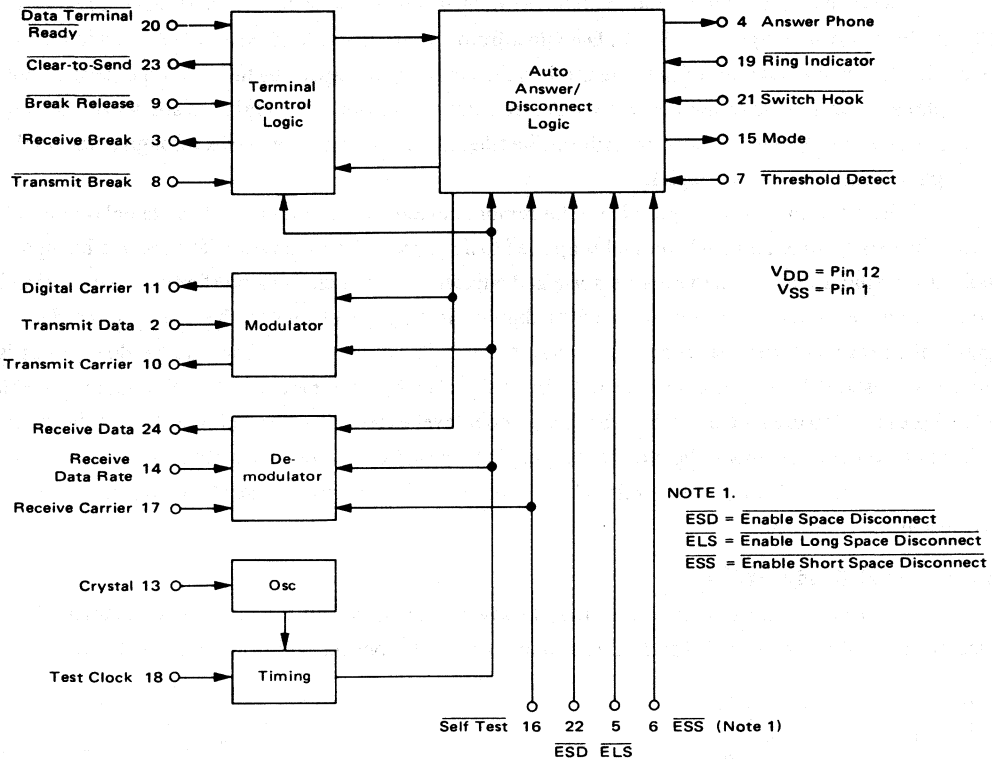 Data Terminal
Ready 20
Clear-to-Send 23
Break Release 9
Receive Break 3
Transmit Break 8
Terminal
Control
Logic
Auto
Answer/
Disconnect
Logic
4 Answer Phone
19 Ring Indicator
21 Switch Hook
15 Mode
7 Threshold Detect
VDD = Pin 12
VSS = Pin 1
Digital Carrier 11
Transmit Data 2
Transmit Carrier 10
Modulator
Receive Data 24
Receive
Data Rate 14
Receive Carrier 17
De-
modulator
NOTE 1.
ESD = Enable Space Disconnect
ELS = Enable Long Space Disconnect
ESS = Enable Short Space Disconnect
Crystal 13
Osc
Test Clock 18
Timing
Self Test 16 22 5 6 ESS (Note 1)
ESD ELS